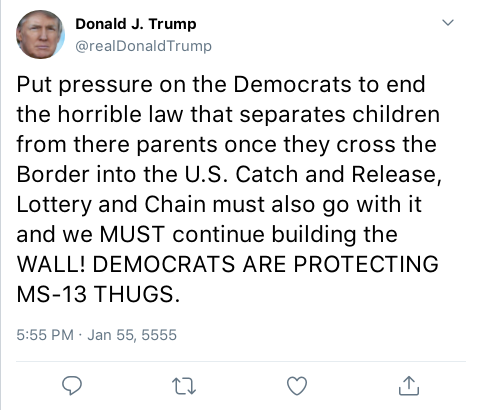 Donald J. Trump
@realDonaldTrump
Put pressure on the Democrats to end
the horrible law that separates children
from there parents once they cross the
Border into the U.S. Catch and Release,
Lottery and Chain must also go with it
and we MUST continue building the
WALL! DEMOCRATS ARE PROTECTING
MS-13 THUGS.
5:55 PM · Jan 55, 5555